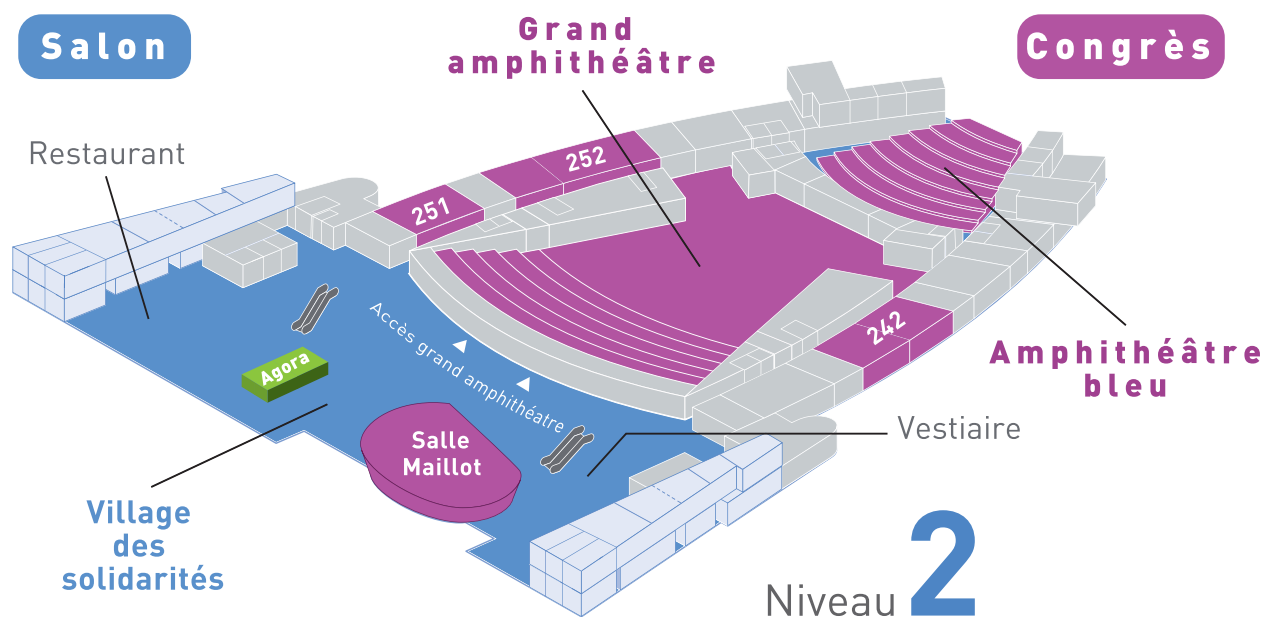 Salon
Grand
amphithéâtre
Congrès
Restaurant
252
251
242
Accès grand amphithéatre
Agora
Amphithéâtre
bleu
Salle
Maillot
Vestiaire
Village
des
solidarités
Niveau 2